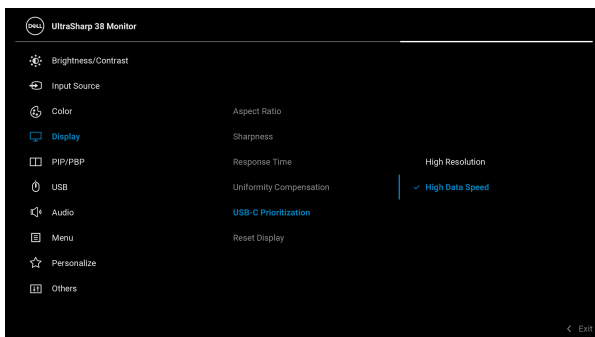 DELL UltraSharp 38 Monitor
Brightness/Contrast
Input Source
Color
Aspect Ratio
Display
Sharpness
PIP/PBP
Response Time
High Resolution
USB
Uniformity Compensation
High Data Speed
Audio
USB-C Prioritization
Menu
Reset Display
Personalize
Others
Exit